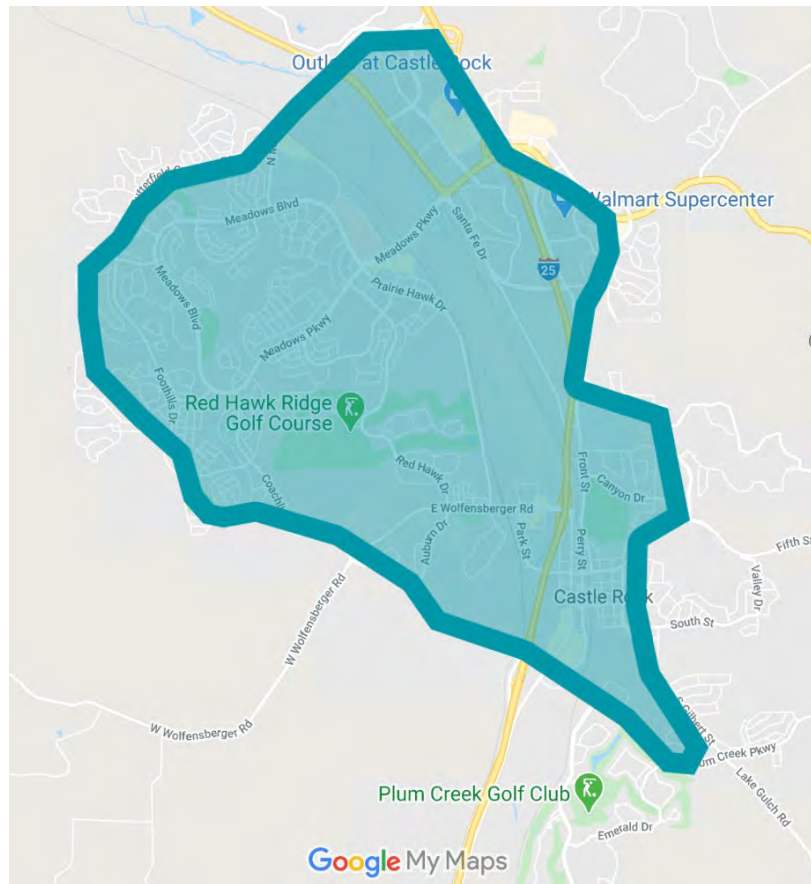 Outlets at Castle Rock
Walmart Supercenter
Meadows Blvd
Meadows Pkwy
Santa Fe Dr
25
Prairie Hawk Dr
Meadows Blvd
Meadows Pkwy
Foothills Dr
Red Hawk Ridge
Golf Course
Red Hawk Dr
Front St
Canyon Dr
E Wolfensberger Rd
Auburn Dr
Park St
Perry St
Fifth S
Valley Dr
Castle Rock
South St
W Wolfensberger Rd
W Wolfensberger Rd
S Gilbert St
Plum Creek Pkwy
Lake Gulch Rd
Plum Creek Golf Club
Emerald Dr
Google My Maps